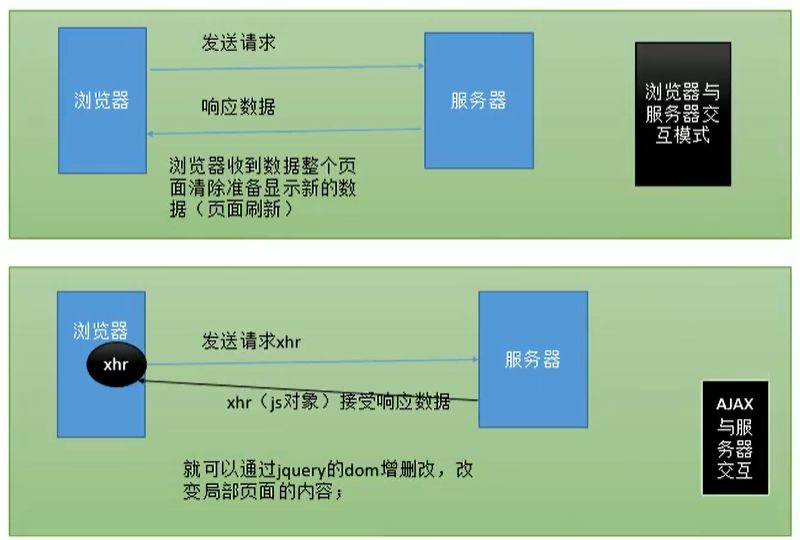 发送请求
浏览器
服务器
响应数据
浏览器与
服务器交
互模式
浏览器收到数据整个页
面清除准备显示新的数
据（页面刷新）
浏览器
发送请求xhr
xhr
服务器
xhr（js对象）接受响应数据
AJAX
与服
务器
交互
就可以通过jquery的dom增删改，改
变局部页面的内容；